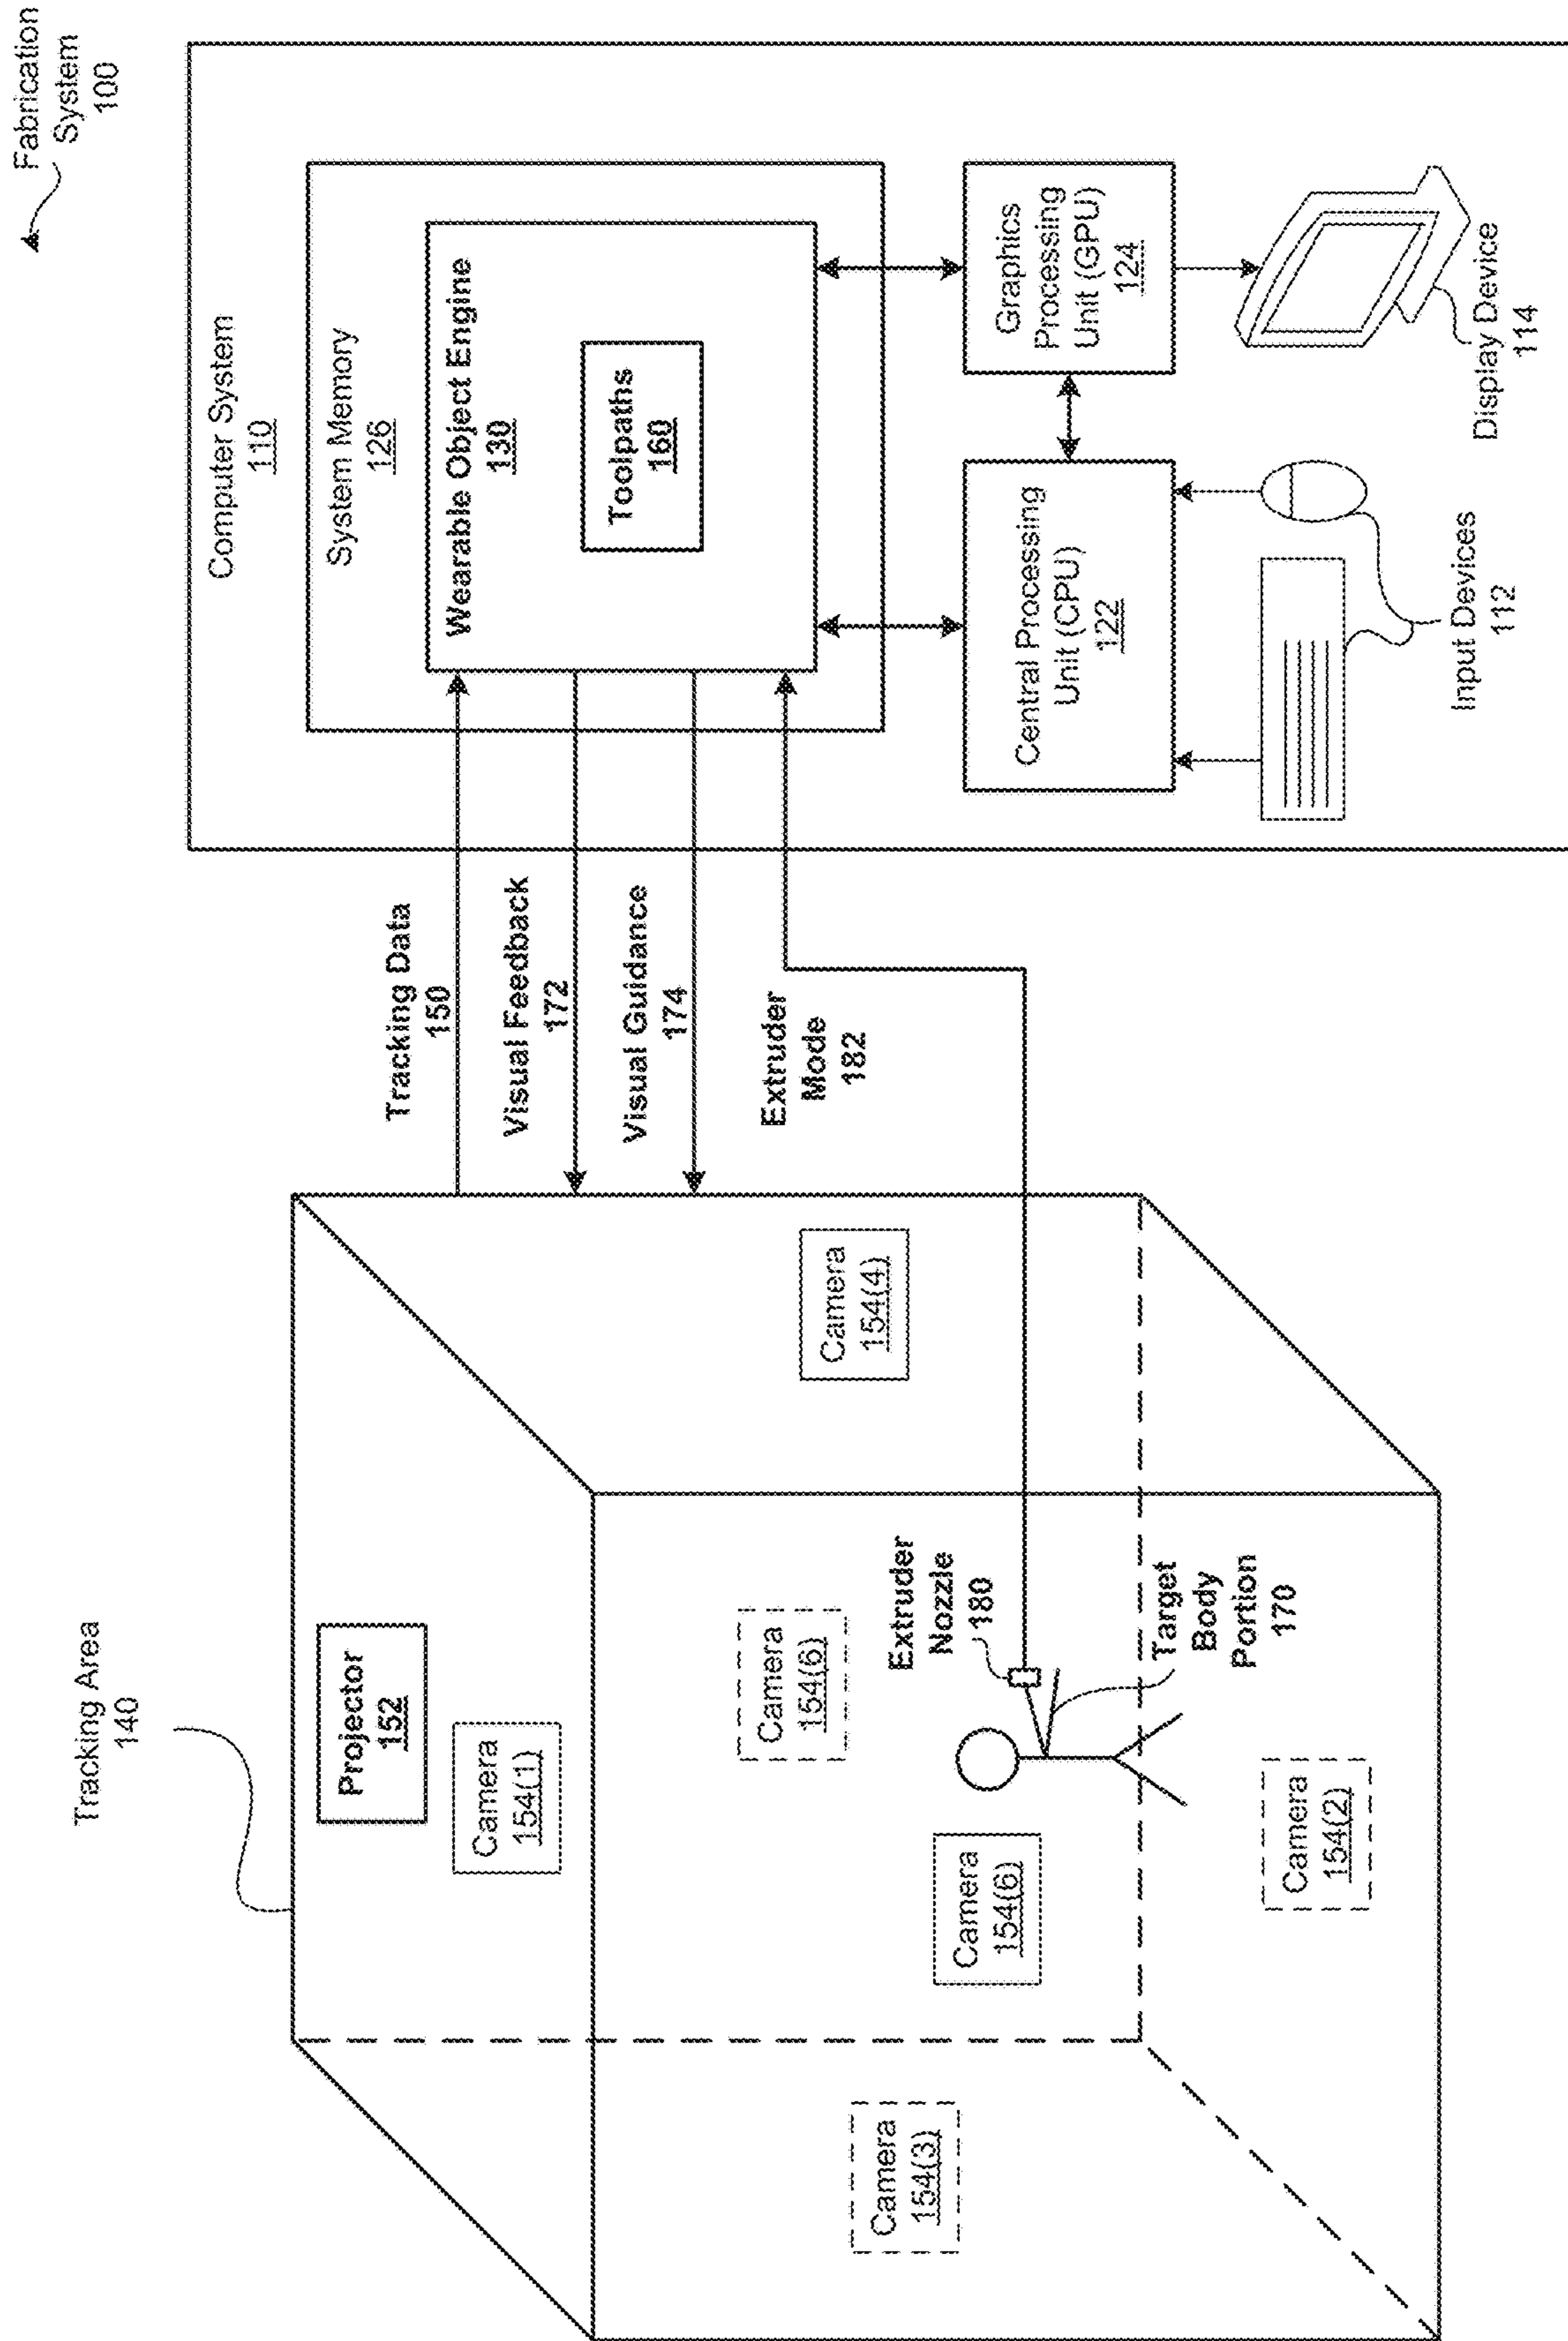 Fabrication
System
100
Tracking Area
140
Projector
152
Camera
154(1)
Camera
154(6)
Camera
154(4)
Camera
154(3)
Camera
154(6)
Camera
154(2)
Extruder
Nozzle
180
Target
Body
Portion
170
Tracking Data
150
Visual Feedback
172
Visual Guidance
174
Extruder
Mode
182
Computer System
110
System Memory
126
Wearable Object Engine
130
Toolpaths
160
Central Processing
Unit (CPU)
122
Graphics
Processing
Unit (GPU)
124
Input Devices
112
Display Device
114